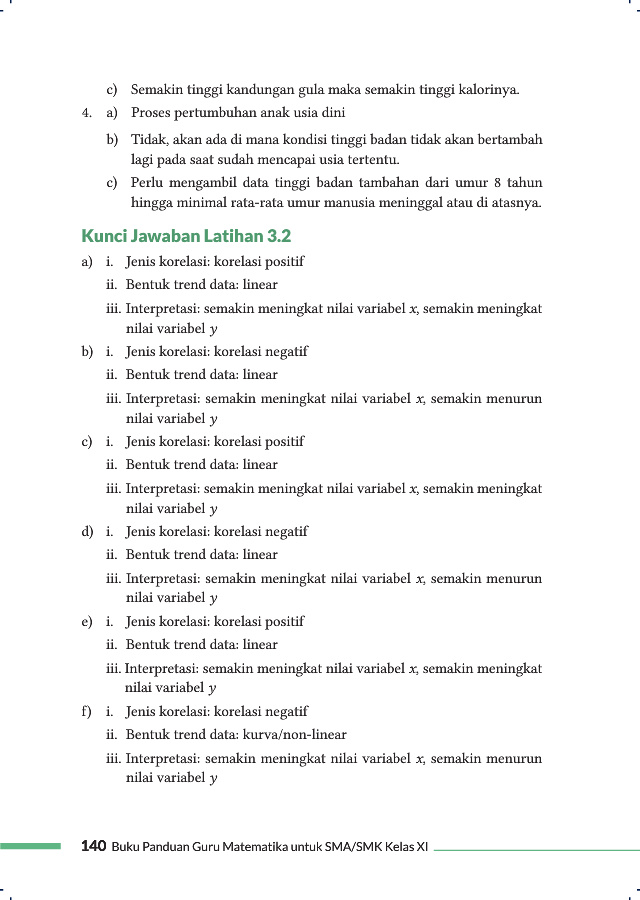 c) Semakin tinggi kandungan gula maka semakin tinggi kalorinya.
4. a) Proses pertumbuhan anak usia dini
b) Tidak, akan ada di mana kondisi tinggi badan tidak akan bertambah
lagi pada saat sudah mencapai usia tertentu.
c) Perlu mengambil data tinggi badan tambahan dari umur 8 tahun
hingga minimal rata-rata umur manusia meninggal atau di atasnya.
Kunci Jawaban Latihan 3.2
a) i. Jenis korelasi: korelasi positif
ii. Bentuk trend data: linear
iii. Interpretasi: semakin meningkat nilai variabel x, semakin meningkat
nilai variabel y
b) i. Jenis korelasi: korelasi negatif
ii. Bentuk trend data: linear
iii. Interpretasi: semakin meningkat nilai variabel x, semakin menurun
nilai variabel y
c) i. Jenis korelasi: korelasi positif
ii. Bentuk trend data: linear
iii. Interpretasi: semakin meningkat nilai variabel x, semakin meningkat
nilai variabel y
d) i. Jenis korelasi: korelasi negatif
ii. Bentuk trend data: linear
iii. Interpretasi: semakin meningkat nilai variabel x, semakin menurun
nilai variabel y
e) i. Jenis korelasi: korelasi positif
ii. Bentuk trend data: linear
iii. Interpretasi: semakin meningkat nilai variabel x, semakin meningkat
nilai variabel y
f) i. Jenis korelasi: korelasi negatif
ii. Bentuk trend data: kurva/non-linear
iii. Interpretasi: semakin meningkat nilai variabel x, semakin menurun
nilai variabel y
140 Buku Panduan Guru Matematika untuk SMA/SMK Kelas XI